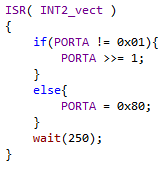 ISR( INT2_vect )
{
    if(PORTA != 0x01){
        PORTA >>= 1;
    }
    else{
        PORTA = 0x80;
    }
    wait(250);
}